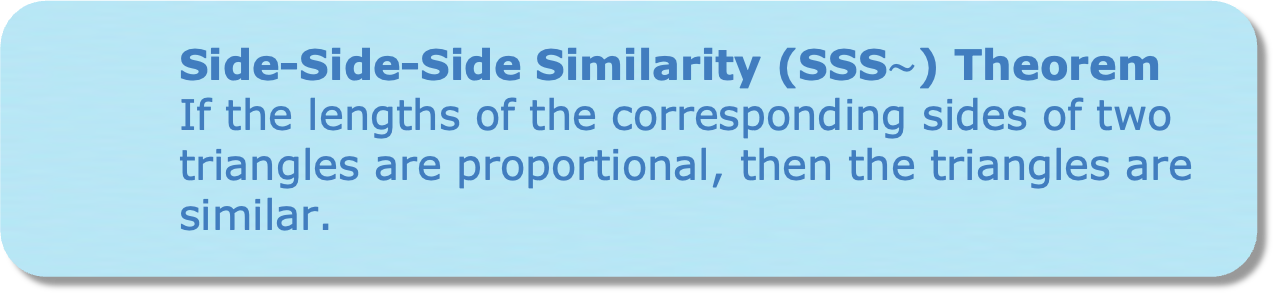 Side-Side-Side Similarity (SSS~) Theorem
If the lengths of the corresponding sides of two
triangles are proportional, then the triangles are
similar.